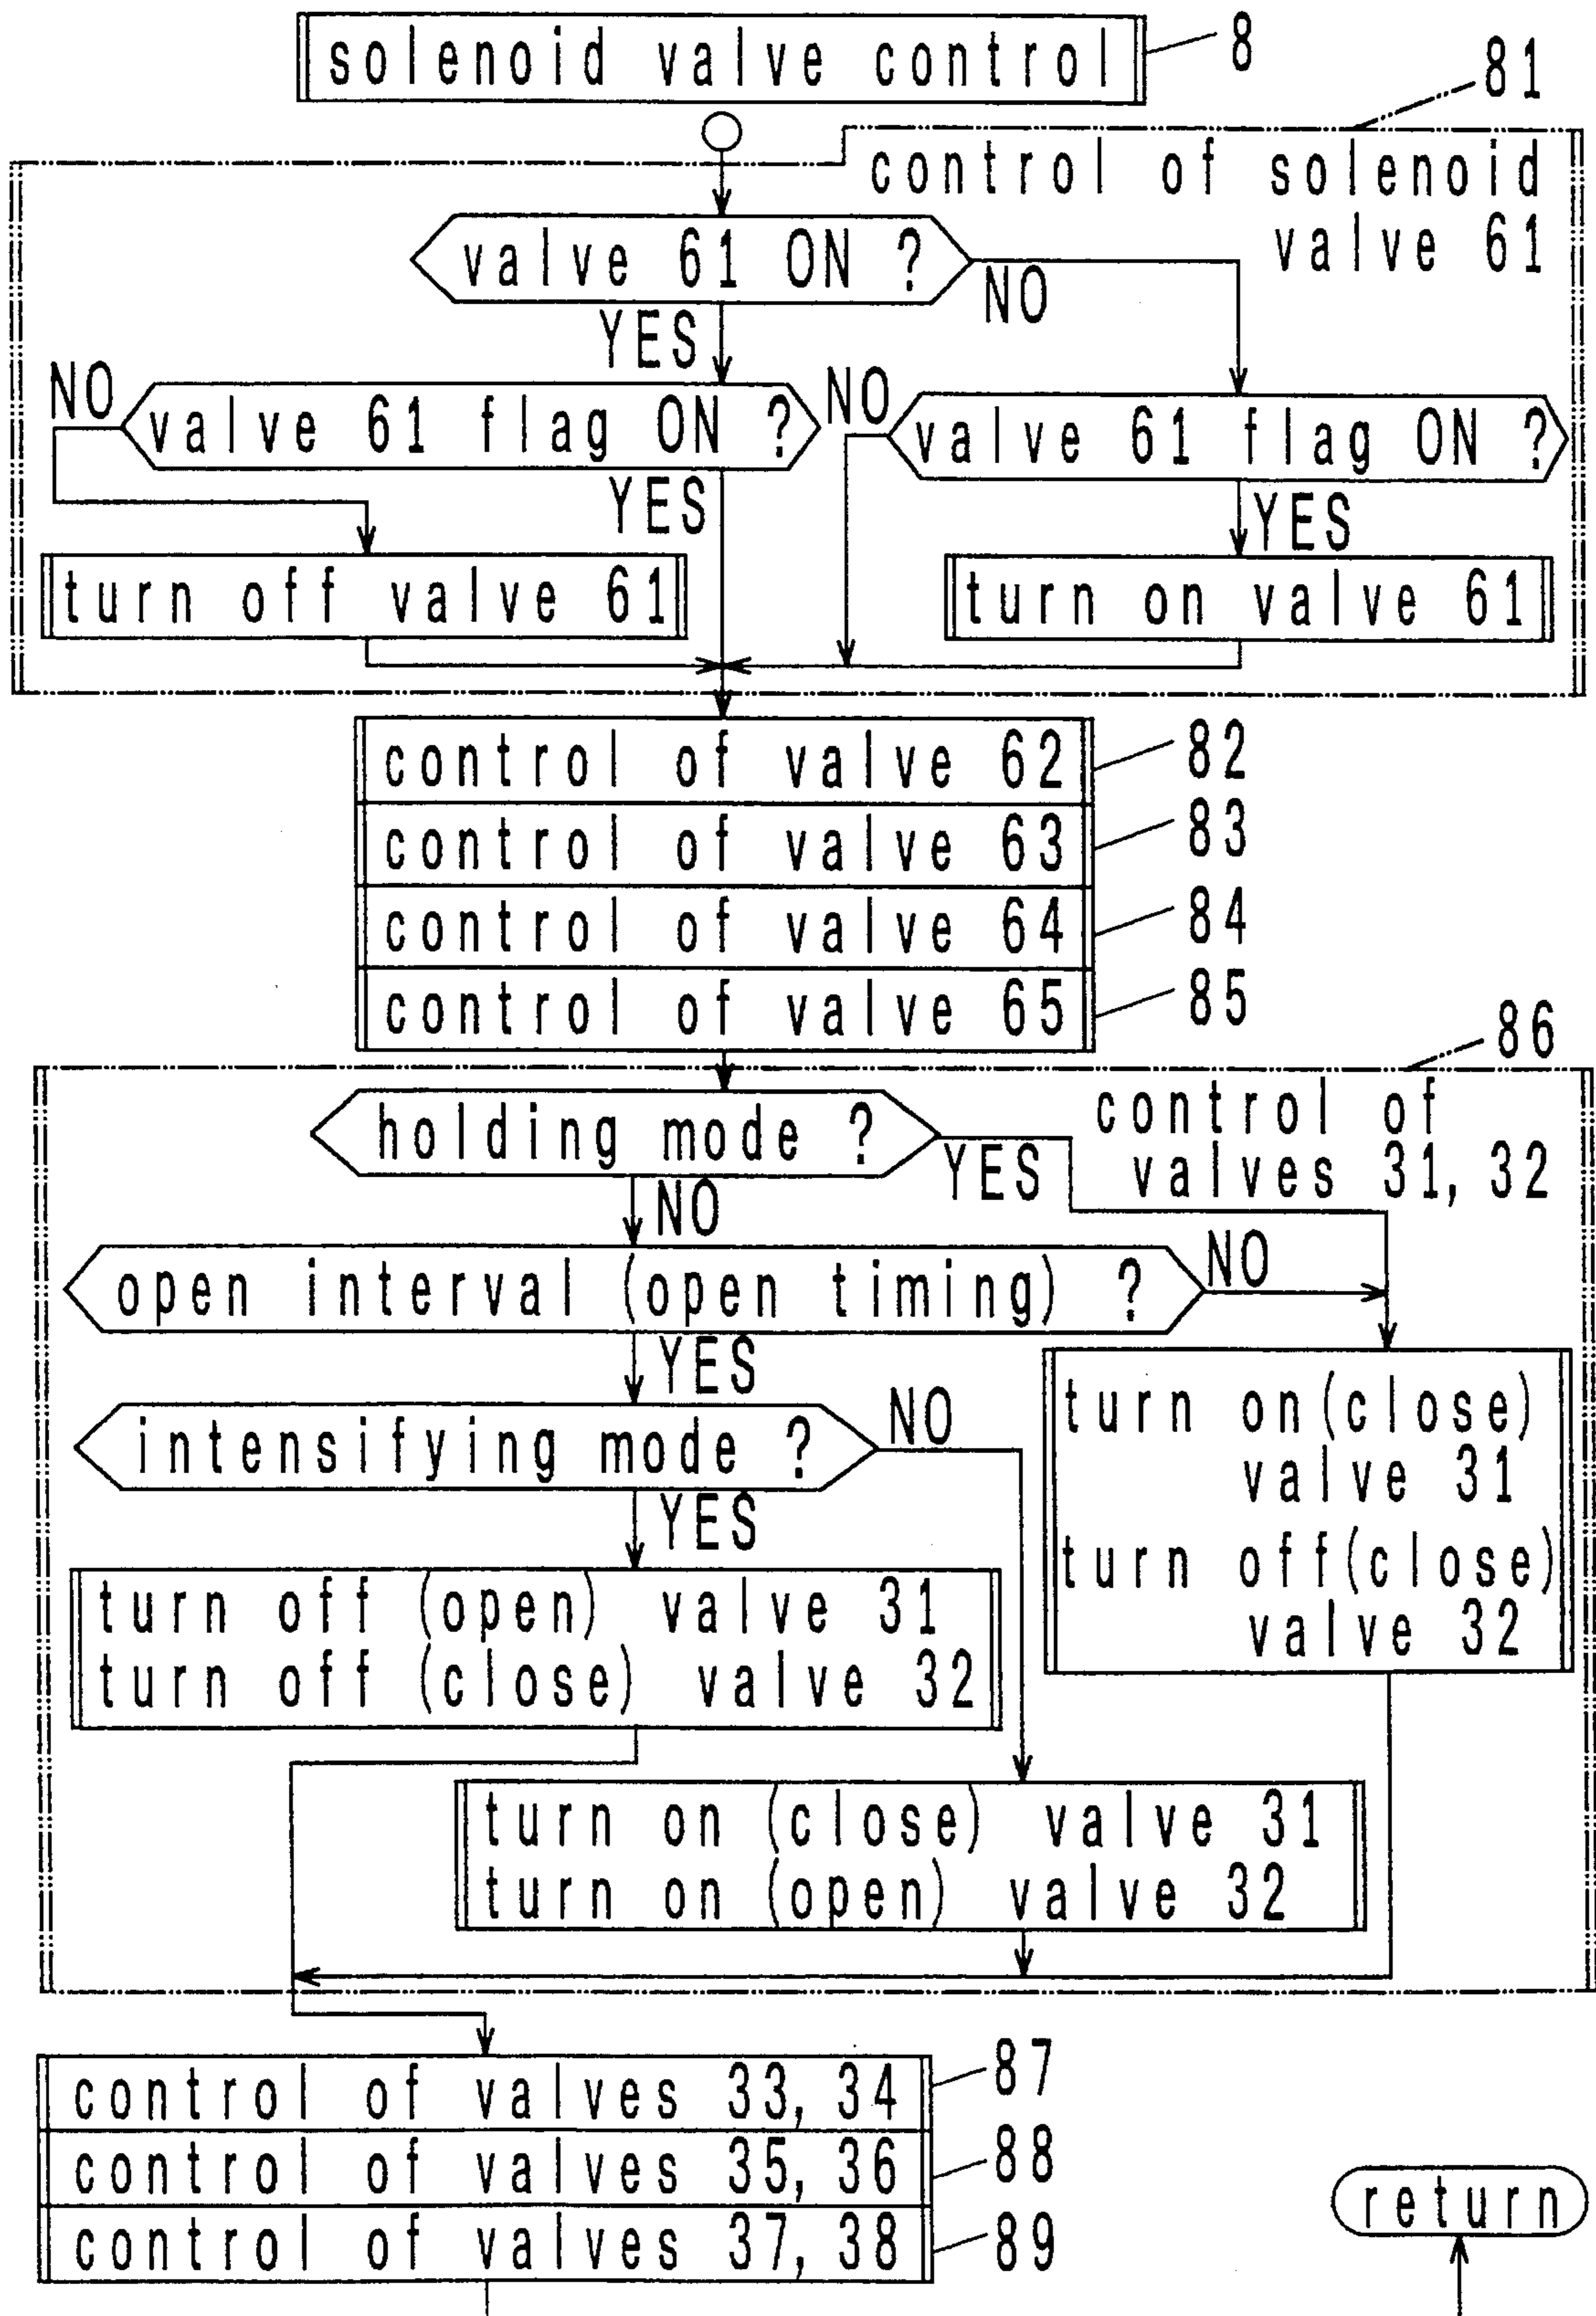 solenoid valve control
8
81
control of solenoid
valve 61
valve 61 ON ?
NO
YES
NO
valve 61 flag ON ?
NO
valve 61 flag ON ?
YES
YES
turn off valve 61
turn on valve 61
control of valve 62
82
control of valve 63
83
control of valve 64
84
control of valve 65
85
86
control of
valves 31, 32
holding mode ?
YES
NO
open interval (open timing) ?
NO
YES
intensifying mode ?
NO
YES
turn on(close)
valve 31
turn off(close)
valve 32
turn off (open) valve 31
turn off (close) valve 32
turn on (close) valve 31
turn on (open) valve 32
control of valves 33, 34
87
control of valves 35, 36
88
control of valves 37, 38
89
return